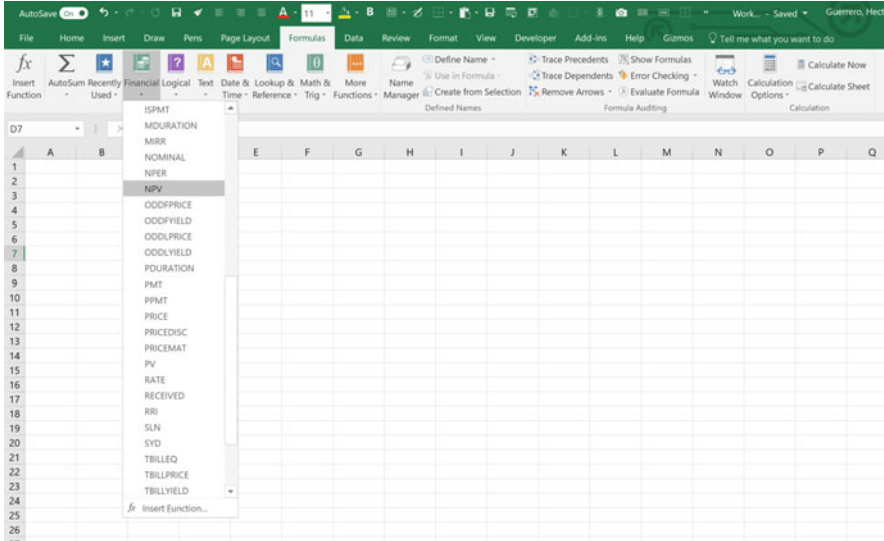 AutoSave On 11 B Work... - Saved Guerrero, Hect
File Home Insert Draw Pens Page Layout Formulas Data Review Format View Developer Add-ins Help Gizmos Tell me what you want to do
fx Σ ? A θ ... Define Name Trace Precedents Show Formulas Calculate Now
Insert AutoSum Recently Financial Logical Text Date & Lookup & Math & More Name Use in Formula Trace Dependents Error Checking Watch Calculation Calculate Sheet
Function Used Time Reference Trig Functions Manager Create from Selection Remove Arrows Evaluate Formula Window Options
Defined Names Formula Auditing Calculation
D7
A B E F G H I J K L M N O P Q
ISPMT
MDURATION
MIRR
NOMINAL
NPER
NPV
ODDFPRICE
ODDFYIELD
ODDLPRICE
ODDLYIELD
PDURATION
PMT
PPMT
PRICE
PRICEDISC
PRICEMAT
PV
RATE
RECEIVED
RRI
SLN
SYD
TBILLEQ
TBILLPRICE
TBILLYIELD
fx Insert Function...
1
2
3
4
5
6
7
8
9
10
11
12
13
14
15
16
17
18
19
20
21
22
23
24
25
26